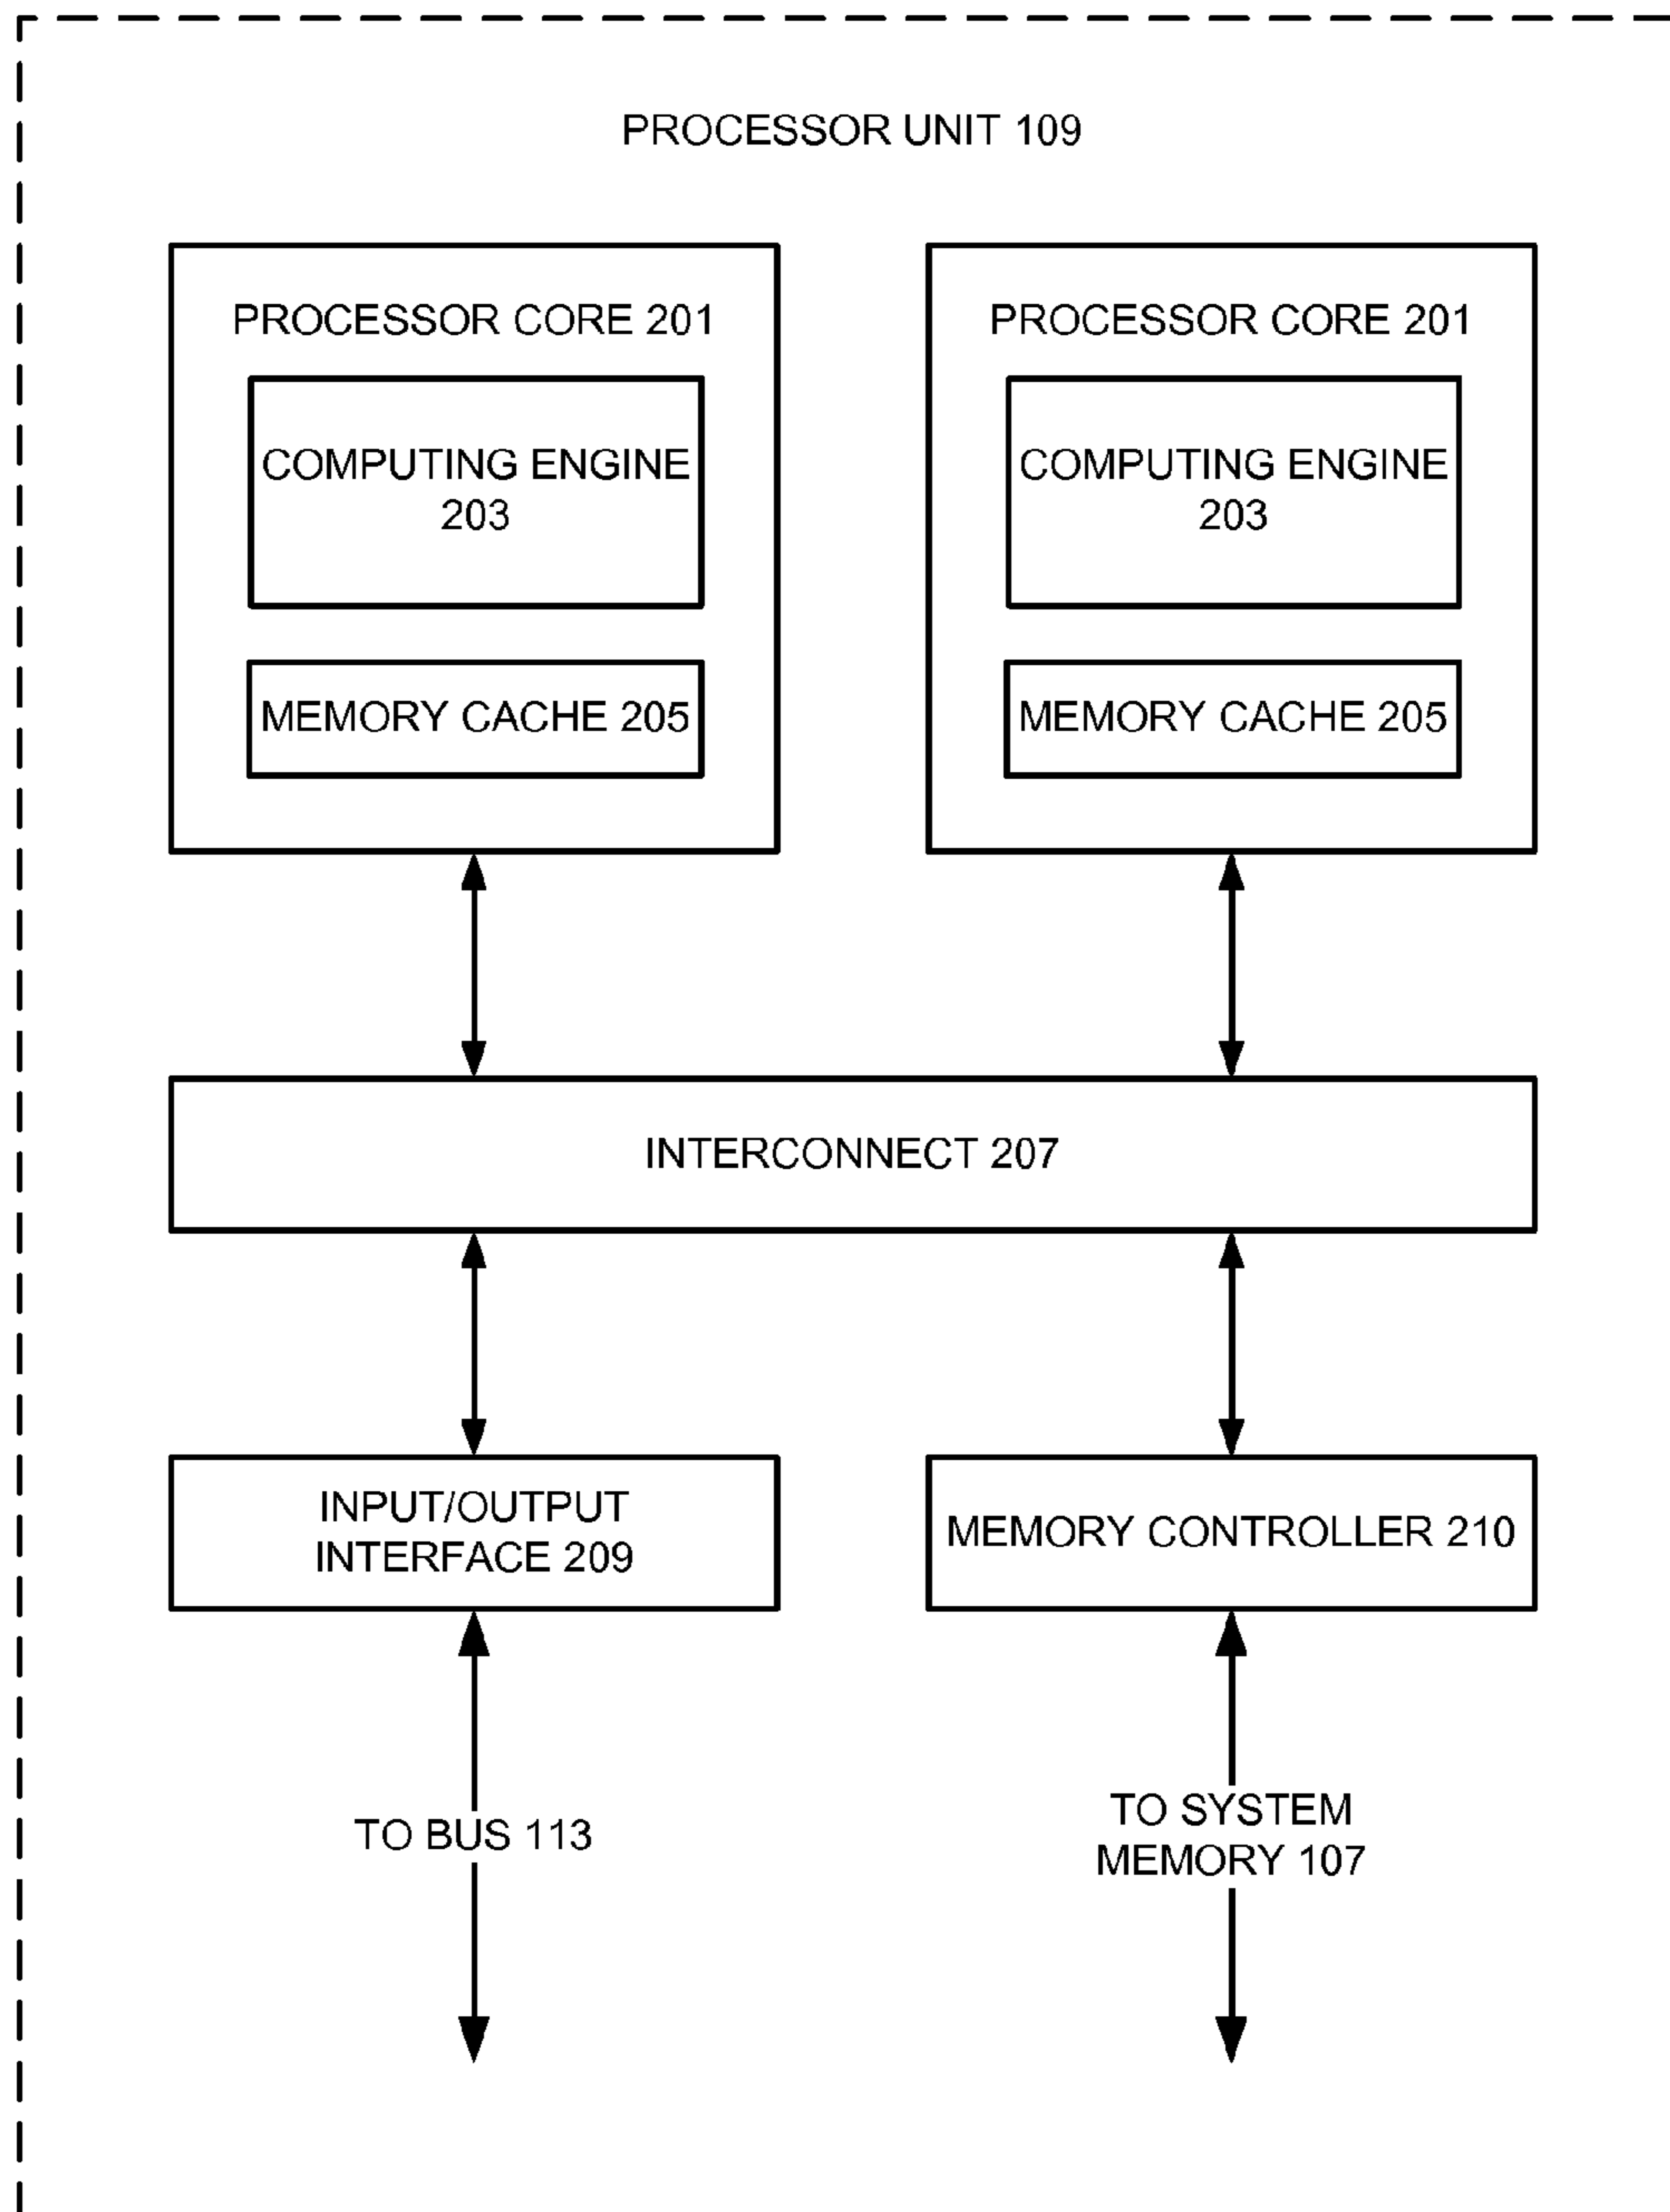 PROCESSOR UNIT 109
PROCESSOR CORE 201
COMPUTING ENGINE
203
MEMORY CACHE 205
PROCESSOR CORE 201
COMPUTING ENGINE
203
MEMORY CACHE 205
INTERCONNECT 207
INPUT/OUTPUT
INTERFACE 209
MEMORY CONTROLLER 210
TO BUS 113
TO SYSTEM
MEMORY 107